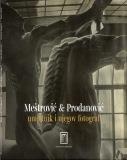 Meštrović & Prodanović
umjetnik i njegov fotograf